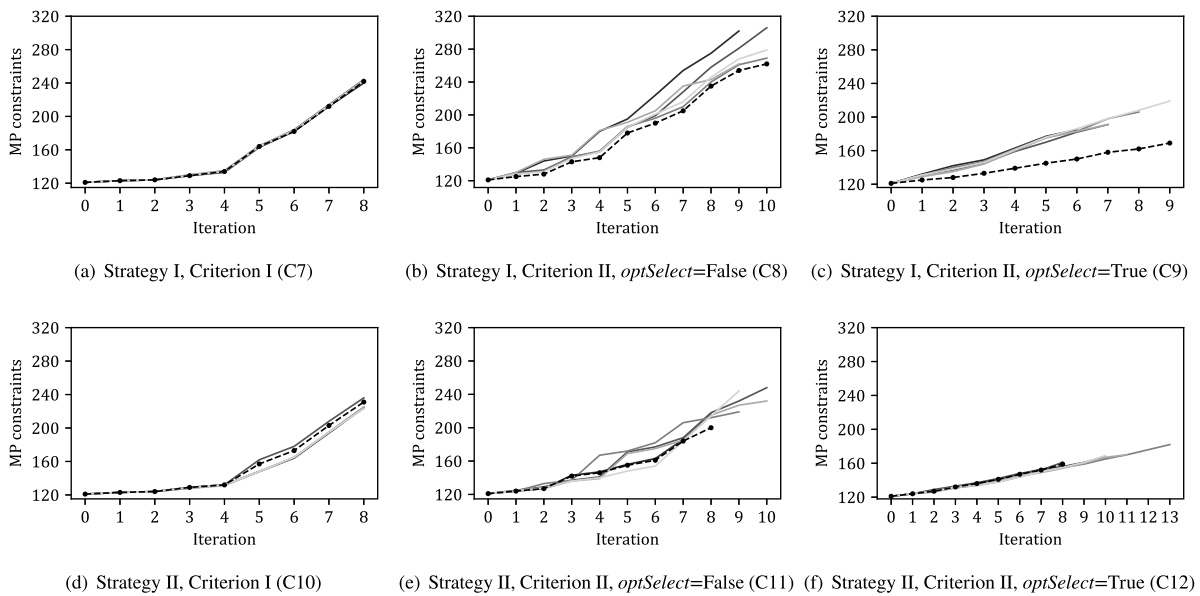 320
280
240
200
160
120
MP constraints
0 1 2 3 4 5 6 7 8
Iteration
(a) Strategy I, Criterion I (C7)
320
280
240
200
160
120
MP constraints
0 1 2 3 4 5 6 7 8 9 10
Iteration
(b) Strategy I, Criterion II, optSelect=False (C8)
320
280
240
200
160
120
MP constraints
0 1 2 3 4 5 6 7 8 9
Iteration
(c) Strategy I, Criterion II, optSelect=True (C9)
320
280
240
200
160
120
MP constraints
0 1 2 3 4 5 6 7 8
Iteration
(d) Strategy II, Criterion I (C10)
320
280
240
200
160
120
MP constraints
0 1 2 3 4 5 6 7 8 9 10
Iteration
(e) Strategy II, Criterion II, optSelect=False (C11)
320
280
240
200
160
120
MP constraints
0 1 2 3 4 5 6 7 8 9 10 11 12 13
Iteration
(f) Strategy II, Criterion II, optSelect=True (C12)